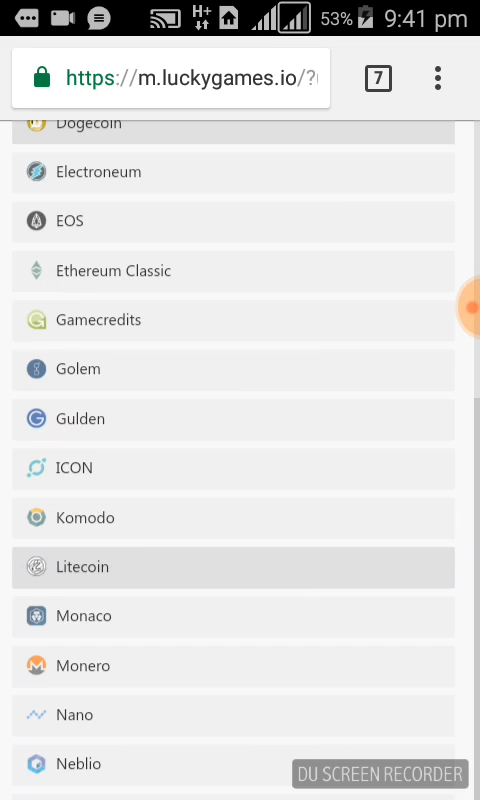 H+
53%
9:41 pm
https://m.luckygames.io/?
7
Dogecoin
Electroneum
EOS
Ethereum Classic
Gamecredits
Golem
Gulden
ICON
Komodo
Litecoin
Monaco
Monero
Nano
Neblio
DU SCREEN RECORDER